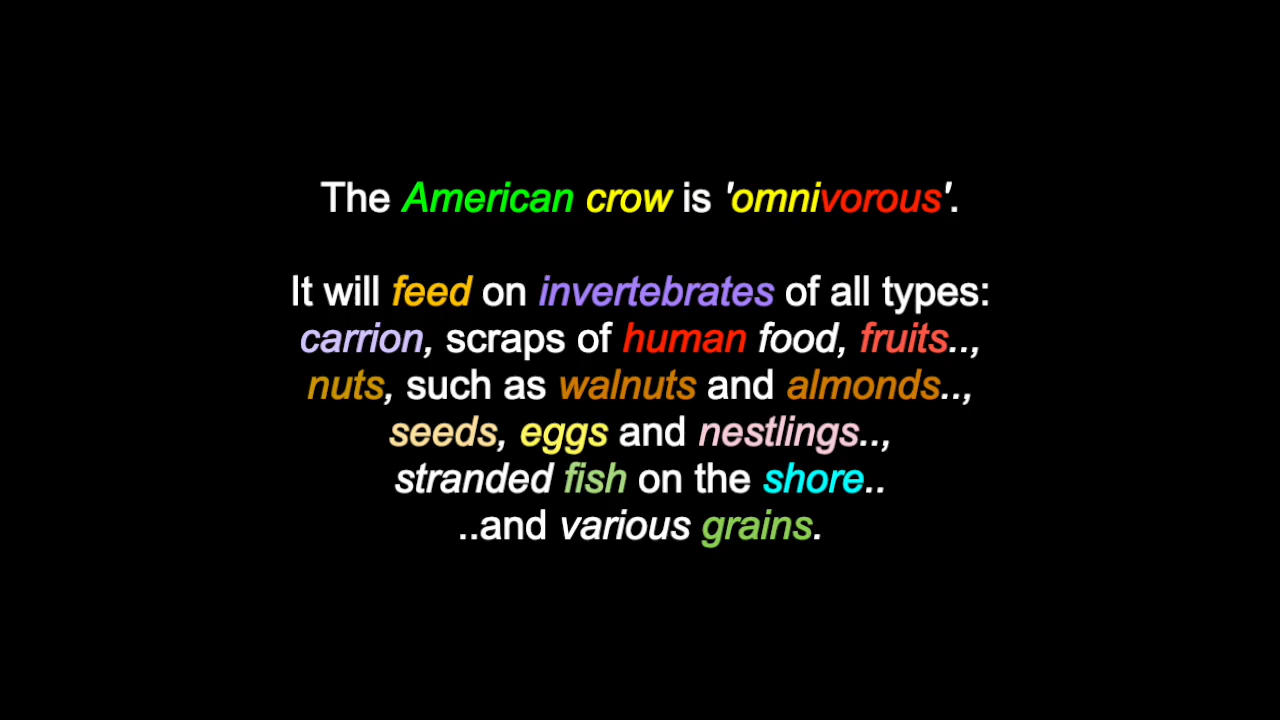 The American crow is 'omnivorous'.
It will feed on invertebrates of all types:
carrion, scraps of human food, fruits..,
nuts, such as walnuts and almonds..,
seeds, eggs and nestlings..,
stranded fish on the shore..
..and various grains.